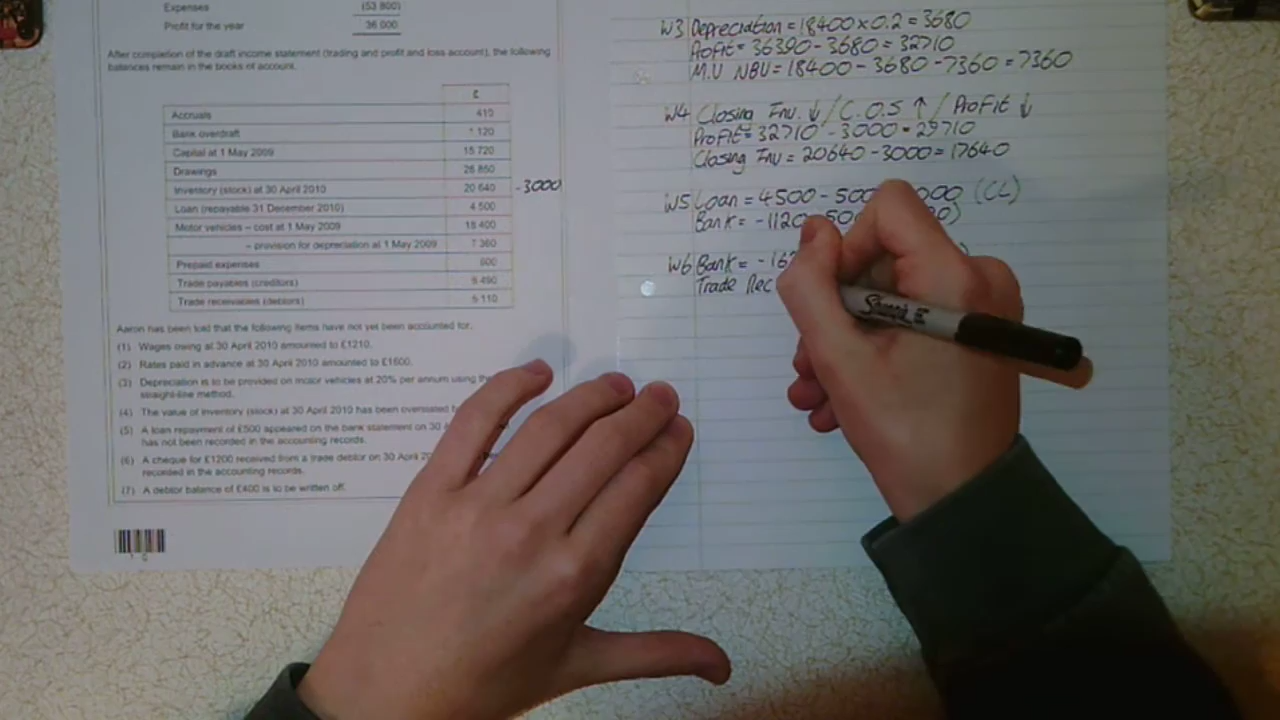 Expenses (53 800)
Profit for the year 36 000
After completion of the draft income statement (trading and profit and loss account), the following
balances remain in the books of account.
£
Accruals 410
Bank overdraft 1 120
Capital at 1 May 2009 15 720
Drawings 26 850
Inventory (stock) at 30 April 2010 20 640 -3000
Loan (repayable 31 December 2010) 4 500
Motor vehicles – cost at 1 May 2009 18 400
– provision for depreciation at 1 May 2009 7 360
Prepaid expenses 600
Trade payables (creditors) 490
Trade receivables (debtors) 110
Aaron has been told that the following items have not yet been accounted for.
(1) Wages owing at 30 April 2010 amounted to £1210.
(2) Rates paid in advance at 30 April 2010 amounted to £1600.
(3) Depreciation is to be provided on motor vehicles at 20% per annum using the
straight-line method.
(4) The value of inventory (stock) at 30 April 2010 has been overstated
(5) A loan repayment of £500 appeared on the bank statement on 30
has not been recorded in the accounting records.
(6) A cheque for £1200 received from a trade debtor on 30 April
recorded in the accounting records.
(7) A debtor balance of £400 is to be written off.
W3 Depreciation = 18400 x 0.2 = 3680
Profit = 36390 - 3680 = 32710
M.V NBV = 18400 - 3680 - 7360 = 7360
W4 Closing Inv. ↓ / C.O.S ↑ / Profit ↓
Profit = 32710 - 3000 = 29710
Closing Inv = 20640 - 3000 = 17640
W5 Loan = 4500 - 500 000 (CL)
Bank = -1120 - 500
W6 Bank = -16
Trade Rec
Sharpie